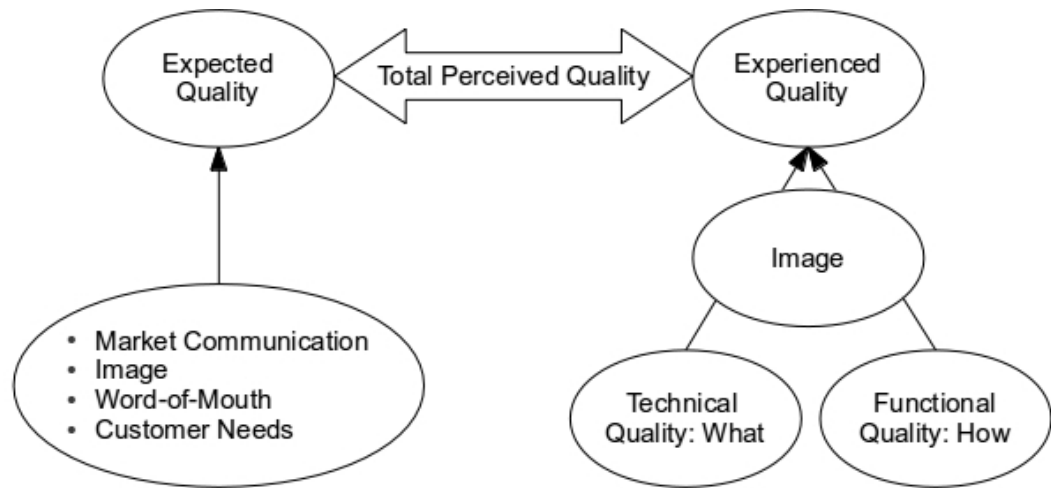 Expected
Quality
Total Perceived Quality
Experienced
Quality
Image
• Market Communication
• Image
• Word-of-Mouth
• Customer Needs
Technical
Quality: What
Functional
Quality: How